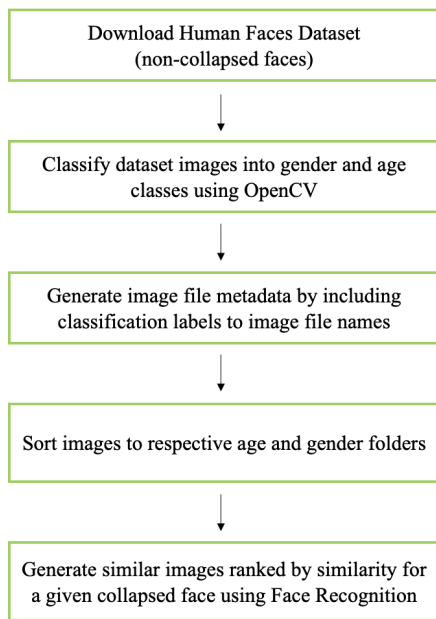 Download Human Faces Dataset
(non-collapsed faces)
Classify dataset images into gender and age
classes using OpenCV
Generate image file metadata by including
classification labels to image file names
Sort images to respective age and gender folders
Generate similar images ranked by similarity for
a given collapsed face using Face Recognition